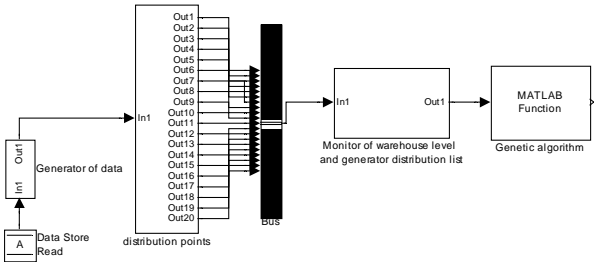 Out1
Out2
Out3
Out4
Out5
Out6
Out7
Out8
Out9
Out10
Out11
Out12
Out13
Out14
Out15
Out16
Out17
Out18
Out19
Out20
In1
distribution points
Out1
In1
Generator of data
A
Data Store
Read
Bus
In1
Out1
Monitor of warehouse level
and generator distribution list
MATLAB
Function
Genetic algorithm